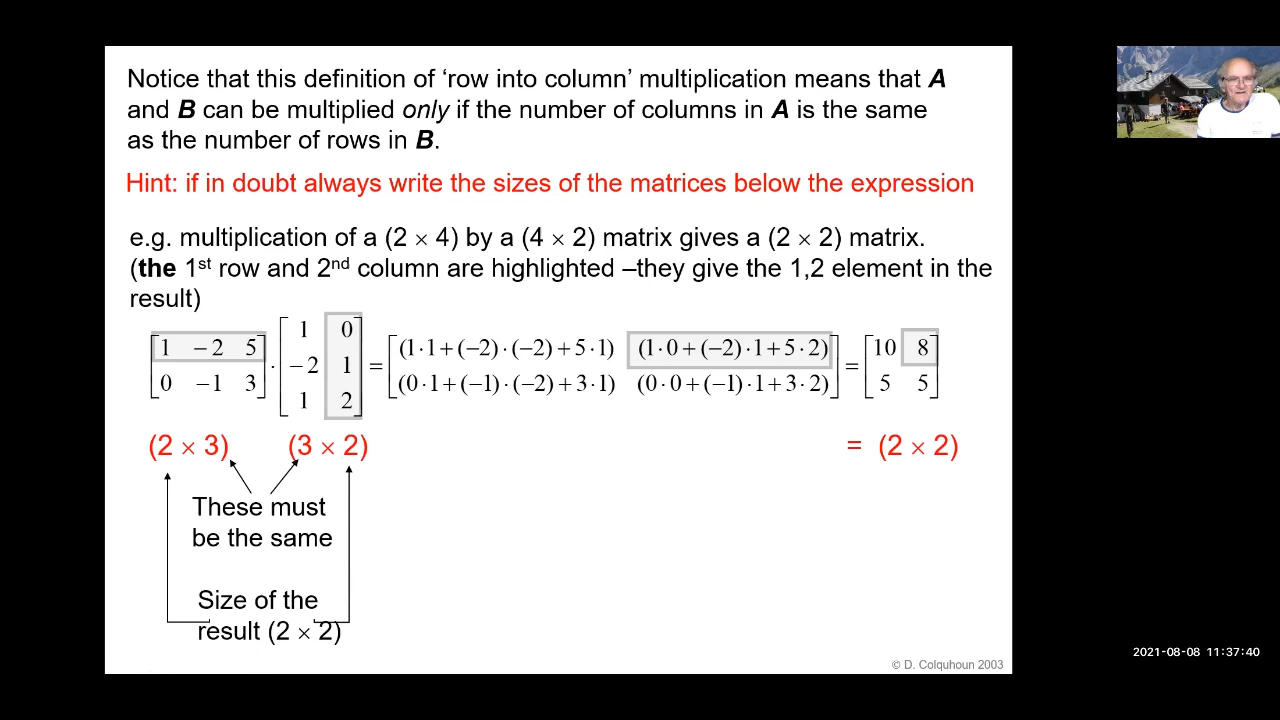 Notice that this definition of ‘row into column’ multiplication means that A
and B can be multiplied only if the number of columns in A is the same
as the number of rows in B.
Hint: if in doubt always write the sizes of the matrices below the expression
e.g. multiplication of a (2 × 4) by a (4 × 2) matrix gives a (2 × 2) matrix.
(the 1st row and 2nd column are highlighted –they give the 1,2 element in the
result)
[1 −2 5; 0 −1 3] · [1 0; −2 1; 1 2] = [(1·1+(−2)·(−2)+5·1) (1·0+(−2)·1+5·2); (0·1+(−1)·(−2)+3·1) (0·0+(−1)·1+3·2)] = [10 8; 5 5]
(2 × 3) (3 × 2) = (2 × 2)
These must
be the same
Size of the
result (2 × 2)
© D. Colquhoun 2003
2021-08-08 11:37:40